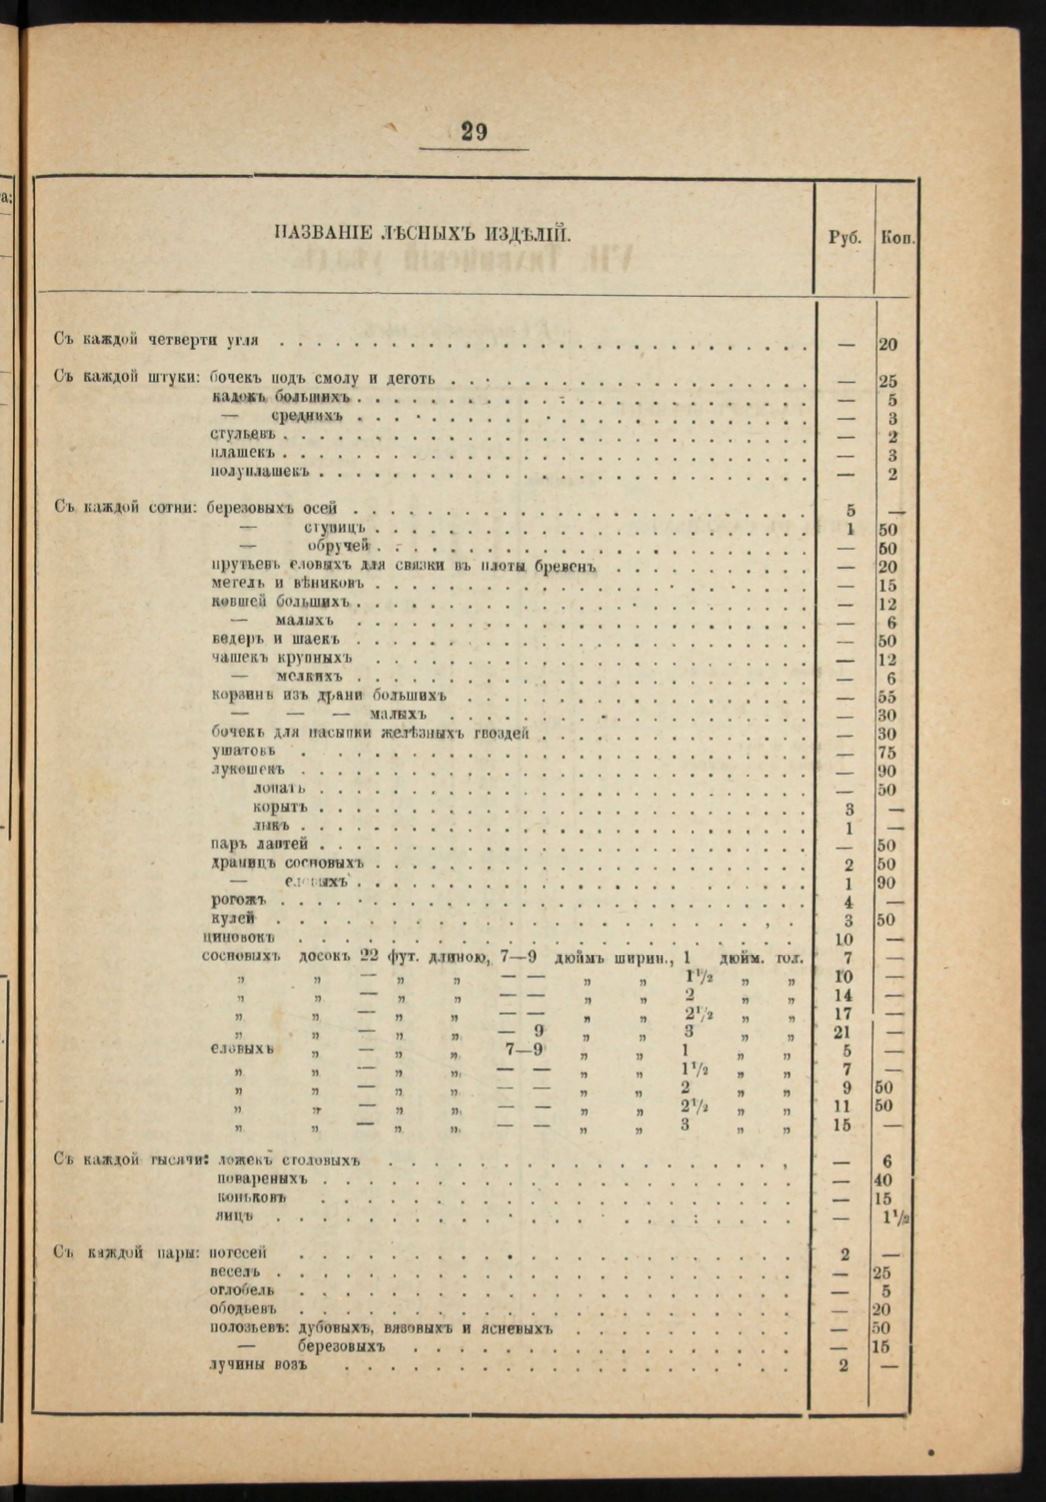 29
НАЗВАНІЕ ЛѢСНЫХЪ ИЗДѢЛІЙ. Руб. Коп.
Съ каждой четверти угля — 20
Съ каждой штуки: бочекъ подъ смолу и деготь — 25
кадокъ большихъ — 5
— среднихъ — 3
стульевъ — 2
плашекъ — 3
полуплашекъ — 2
Съ каждой сотни: березовыхъ осей 5 —
— ступицъ 1 50
— обручей — 50
прутьевъ еловыхъ для связки въ плоты бревенъ — 20
метель и вѣниковъ — 15
ковшей большихъ — 12
— малыхъ — 6
ведеръ и шаекъ — 50
чашекъ крупныхъ — 12
— мелкихъ — 6
корзинъ изъ драни большихъ — 55
— — — малыхъ — 30
бочекъ для насыпки желѣзныхъ гвоздей — 30
ушатовъ — 75
лукошекъ — 90
лопатъ — 50
корытъ 3 —
лыкъ 1 —
паръ лаптей — 50
драницъ сосновыхъ 2 50
— еловыхъ 1 90
рогожъ 4 —
кулей 3 50
циновокъ 10 —
сосновыхъ досокъ 22 фут. длиною, 7—9 дюймъ ширин., 1 дюйм. тол. 7 —
„ „ — „ „ — — „ „ 1½ „ „ 10 —
„ „ — „ „ — — „ „ 2 „ „ 14 —
„ „ — „ „ — — „ „ 2½ „ „ 17 —
„ „ — „ „ — 9 „ „ 3 „ „ 21 —
еловыхъ „ — „ „ 7—9 „ „ 1 „ „ 5 —
„ „ — „ „ — — „ „ 1½ „ „ 7 —
„ „ — „ „ — — „ „ 2 „ „ 9 50
„ „ — „ „ — — „ „ 2½ „ „ 11 50
„ „ — „ „ — — „ „ 3 „ „ 15 —
Съ каждой тысячи: ложекъ столовыхъ — 6
повареныхъ — 40
коньковъ — 15
яицъ — 1½
Съ каждой пары: потесей 2 —
веселъ — 25
оглобель — 5
ободьевъ — 20
полозьевъ: дубовыхъ, вязовыхъ и ясневыхъ — 50
— березовыхъ — 15
лучины возъ 2 —